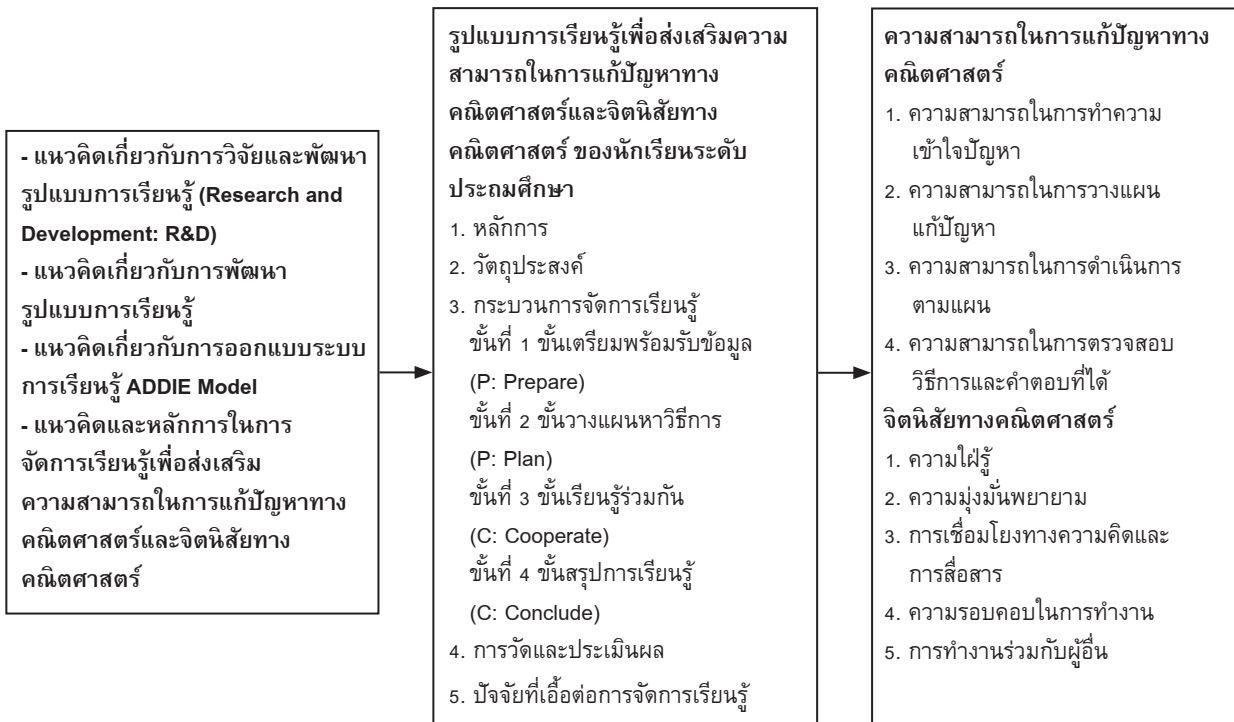 - แนวคิดเกี่ยวกับการวิจัยและพัฒนา
รูปแบบการเรียนรู้ (Research and
Development: R&D)
- แนวคิดเกี่ยวกับการพัฒนา
รูปแบบการเรียนรู้
- แนวคิดเกี่ยวกับการออกแบบระบบ
การเรียนรู้ ADDIE Model
- แนวคิดและหลักการในการ
จัดการเรียนรู้เพื่อส่งเสริม
ความสามารถในการแก้ปัญหาทาง
คณิตศาสตร์และจิตนิสัยทาง
คณิตศาสตร์
รูปแบบการเรียนรู้เพื่อส่งเสริมความ
สามารถในการแก้ปัญหาทาง
คณิตศาสตร์และจิตนิสัยทาง
คณิตศาสตร์ ของนักเรียนระดับ
ประถมศึกษา
1. หลักการ
2. วัตถุประสงค์
3. กระบวนการจัดการเรียนรู้
ขั้นที่ 1 ขั้นเตรียมพร้อมรับข้อมูล
(P: Prepare)
ขั้นที่ 2 ขั้นวางแผนหาวิธีการ
(P: Plan)
ขั้นที่ 3 ขั้นเรียนรู้ร่วมกัน
(C: Cooperate)
ขั้นที่ 4 ขั้นสรุปการเรียนรู้
(C: Conclude)
4. การวัดและประเมินผล
5. ปัจจัยที่เอื้อต่อการจัดการเรียนรู้
ความสามารถในการแก้ปัญหาทาง
คณิตศาสตร์
1. ความสามารถในการทำความ
เข้าใจปัญหา
2. ความสามารถในการวางแผน
แก้ปัญหา
3. ความสามารถในการดำเนินการ
ตามแผน
4. ความสามารถในการตรวจสอบ
วิธีการและคำตอบที่ได้
จิตนิสัยทางคณิตศาสตร์
1. ความใฝ่รู้
2. ความมุ่งมั่นพยายาม
3. การเชื่อมโยงทางความคิดและ
การสื่อสาร
4. ความรอบคอบในการทำงาน
5. การทำงานร่วมกับผู้อื่น